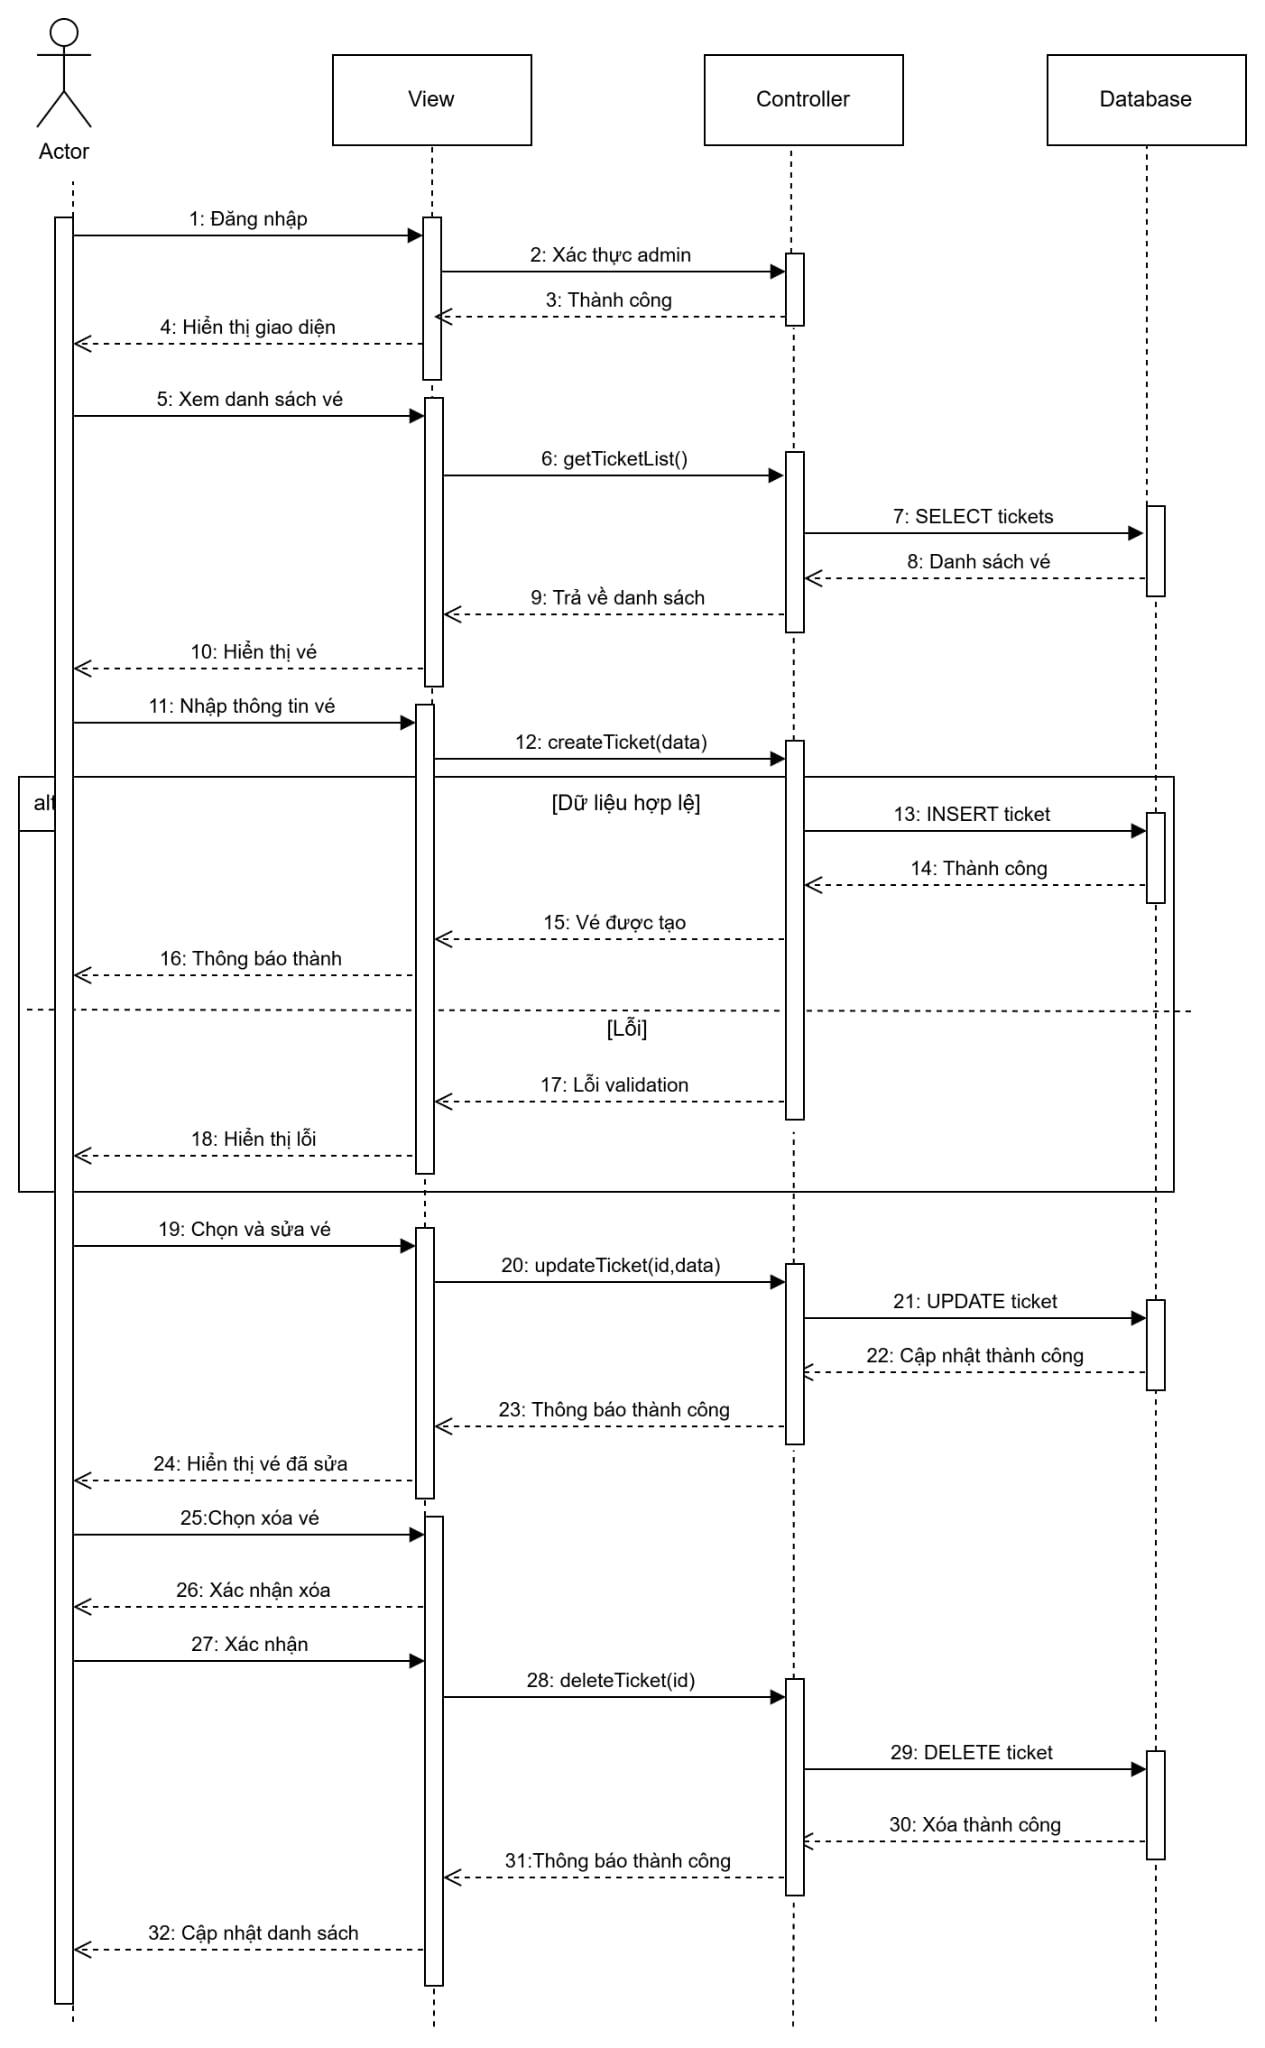 Actor
View
Controller
Database
1: Đăng nhập
2: Xác thực admin
3: Thành công
4: Hiển thị giao diện
5: Xem danh sách vé
6: getTicketList()
7: SELECT tickets
8: Danh sách vé
9: Trả về danh sách
10: Hiển thị vé
11: Nhập thông tin vé
12: createTicket(data)
alt
[Dữ liệu hợp lệ]
13: INSERT ticket
14: Thành công
15: Vé được tạo
16: Thông báo thành
[Lỗi]
17: Lỗi validation
18: Hiển thị lỗi
19: Chọn và sửa vé
20: updateTicket(id,data)
21: UPDATE ticket
22: Cập nhật thành công
23: Thông báo thành công
24: Hiển thị vé đã sửa
25:Chọn xóa vé
26: Xác nhận xóa
27: Xác nhận
28: deleteTicket(id)
29: DELETE ticket
30: Xóa thành công
31:Thông báo thành công
32: Cập nhật danh sách